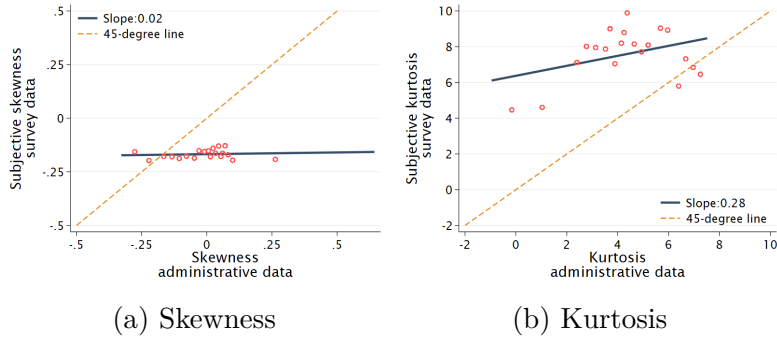 Subjective skewness
survey data
.5
.25
0
-.25
-.5
Slope:0.02
45-degree line
-.5
-.25
0
.25
.5
Skewness
administrative data
(a) Skewness
Subjective kurtosis
survey data
10
8
6
4
2
0
-2
Slope:0.28
45-degree line
-2
0
2
4
6
8
10
Kurtosis
administrative data
(b) Kurtosis